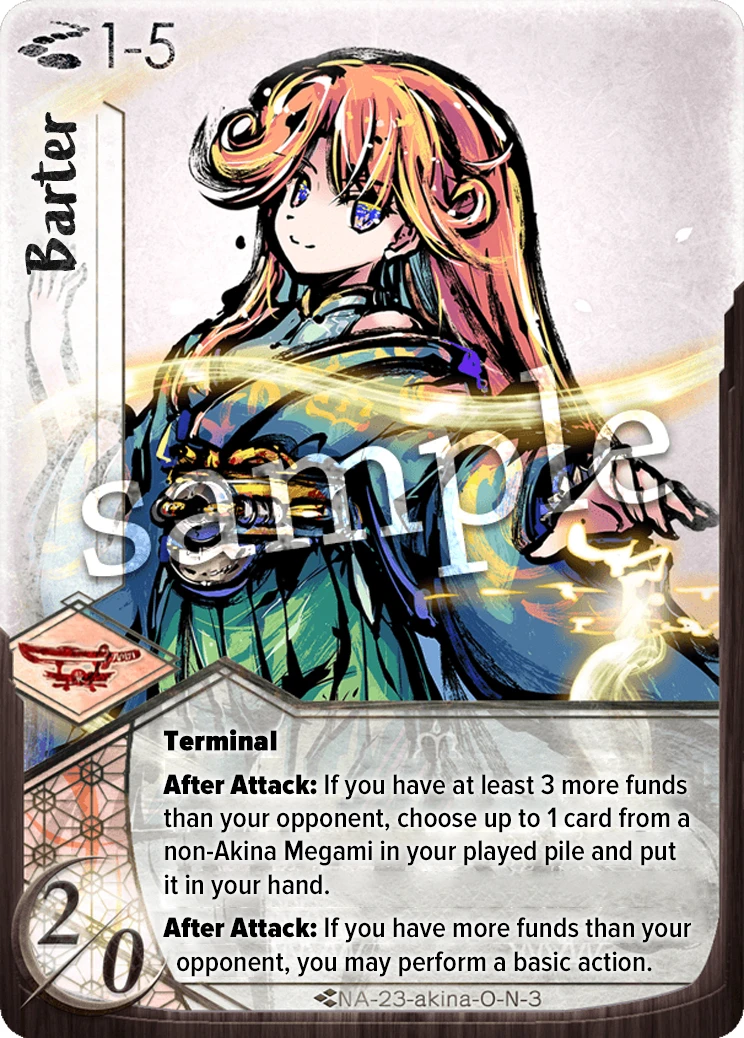 1-5
Barter
sample
Terminal
After Attack: If you have at least 3 more funds
than your opponent, choose up to 1 card from a
non-Akina Megami in your played pile and put
it in your hand.
After Attack: If you have more funds than your
opponent, you may perform a basic action.
2/0
NA-23-akina-O-N-3